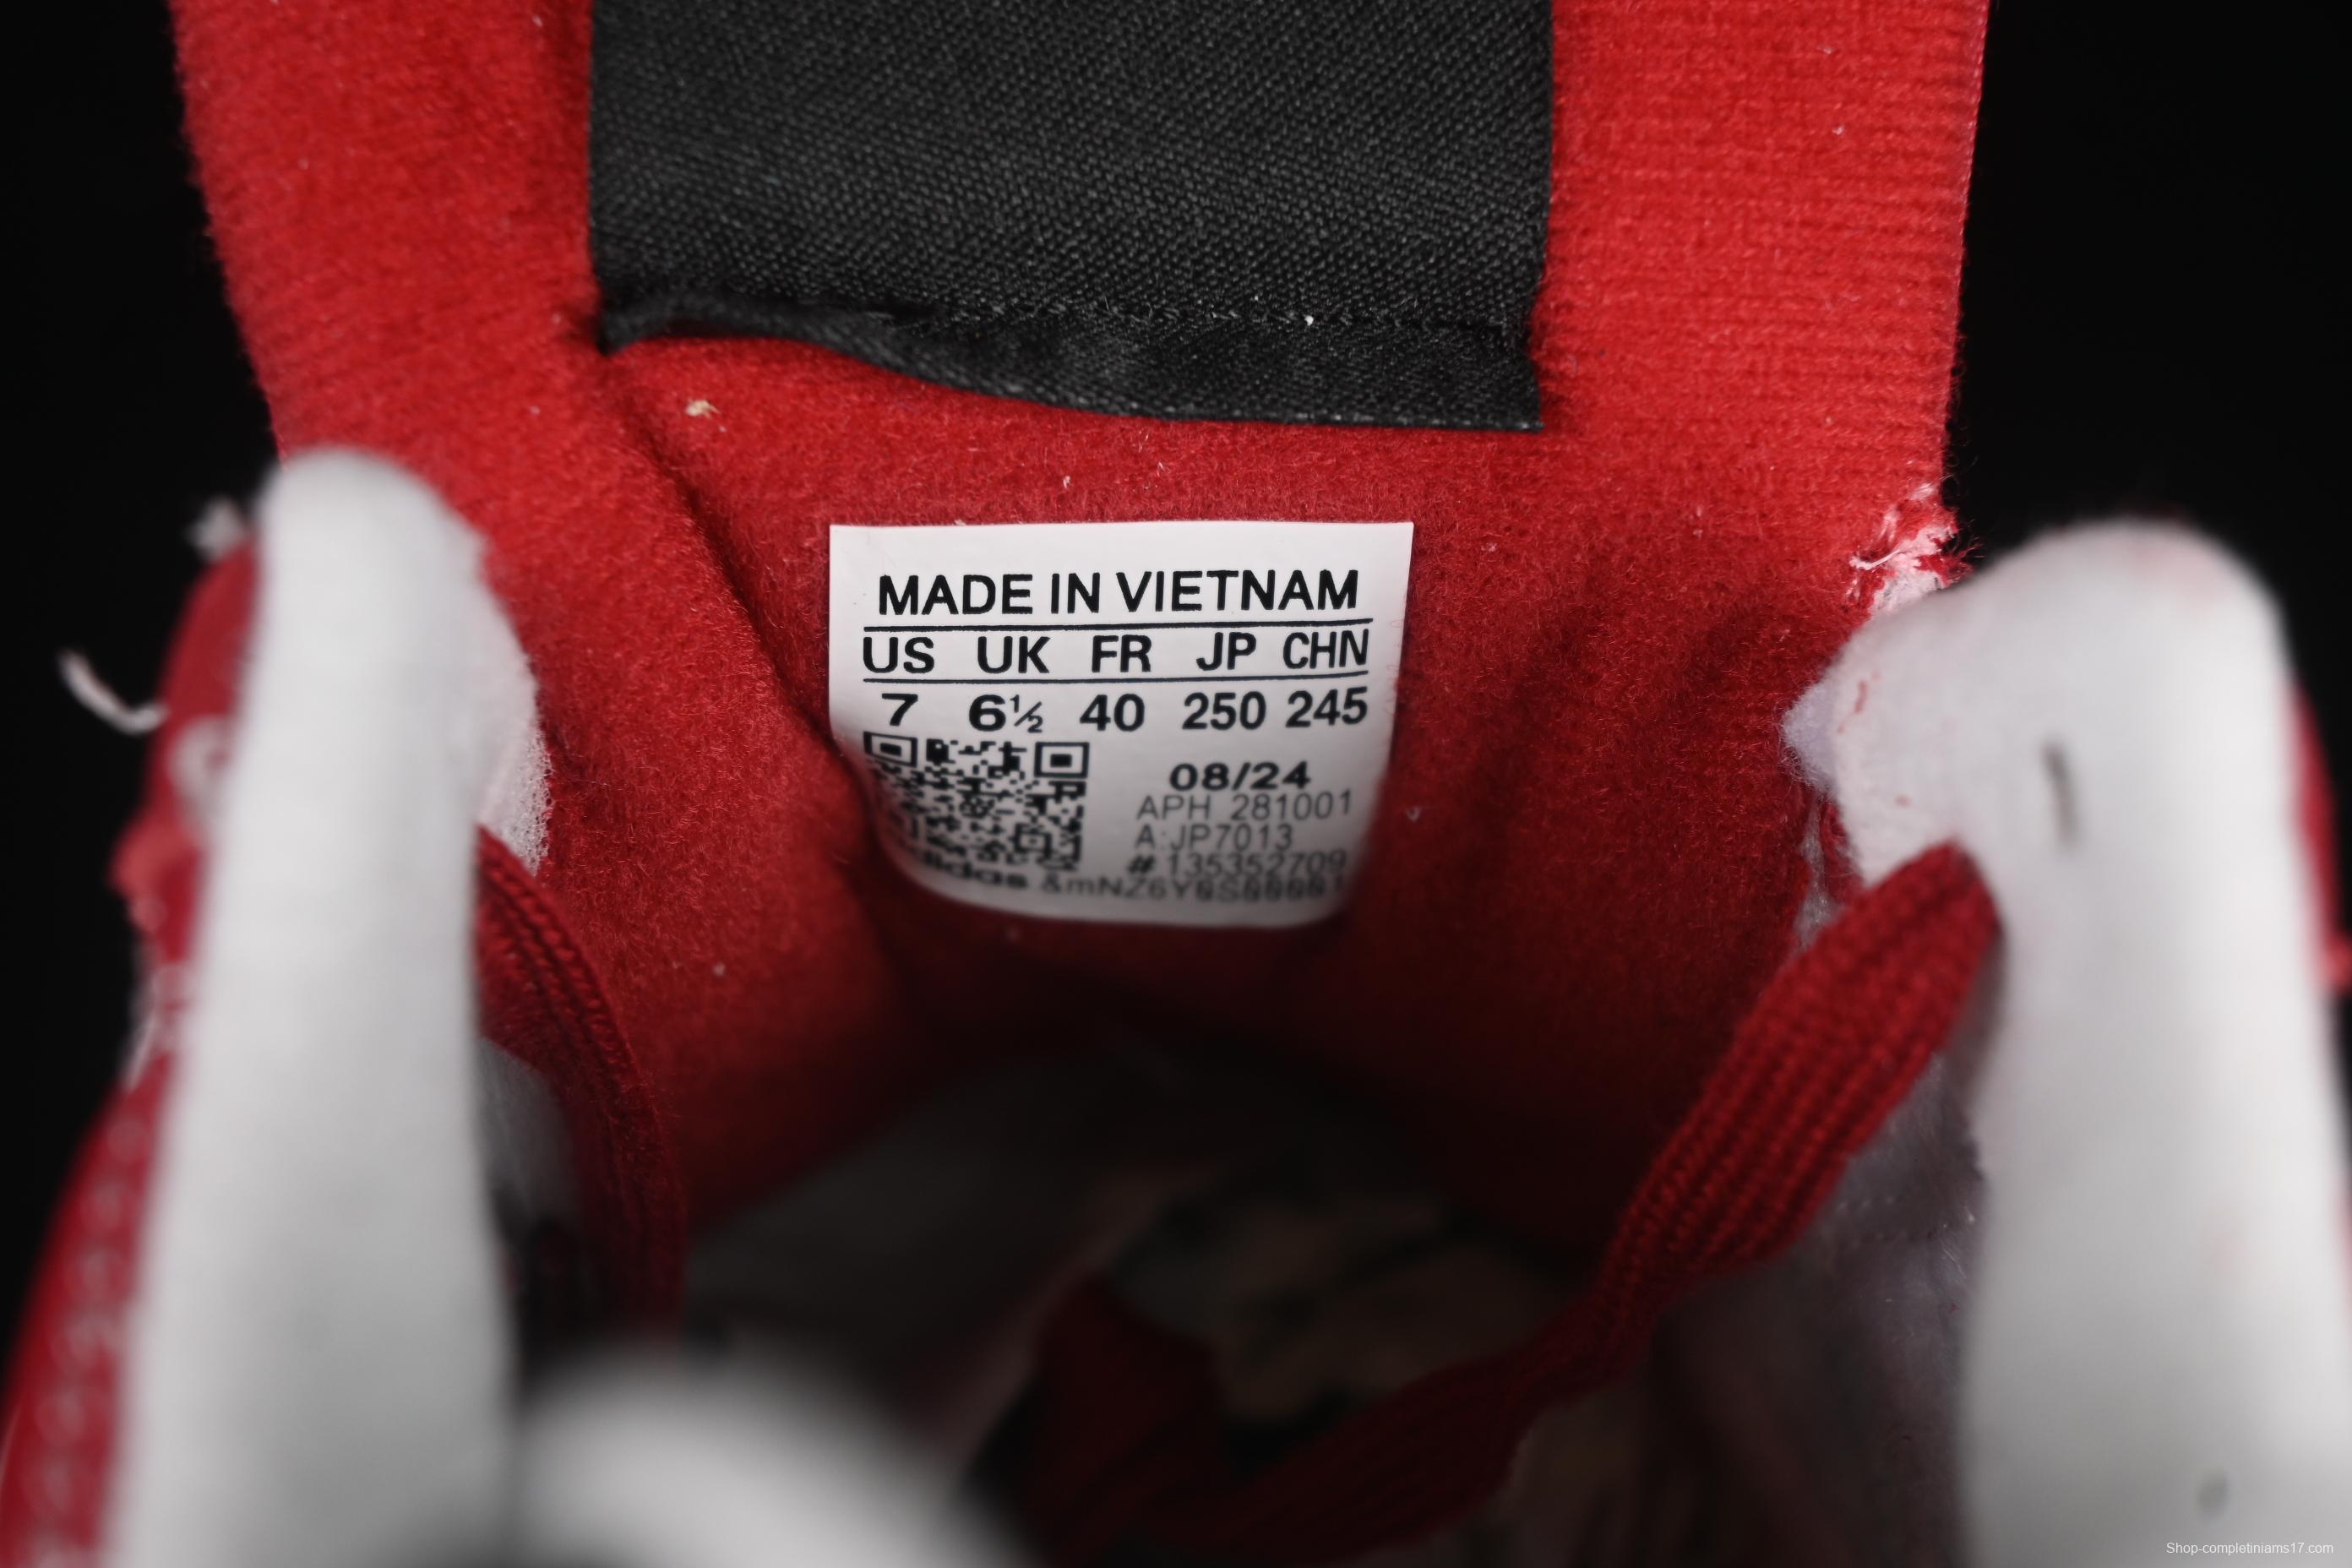 MADE IN VIETNAM
US UK FR JP CHN
7 6½ 40 250 245
08/24
APH 281001
A:JP7013
# 135352709
adidas
Shop-completiniams17.com